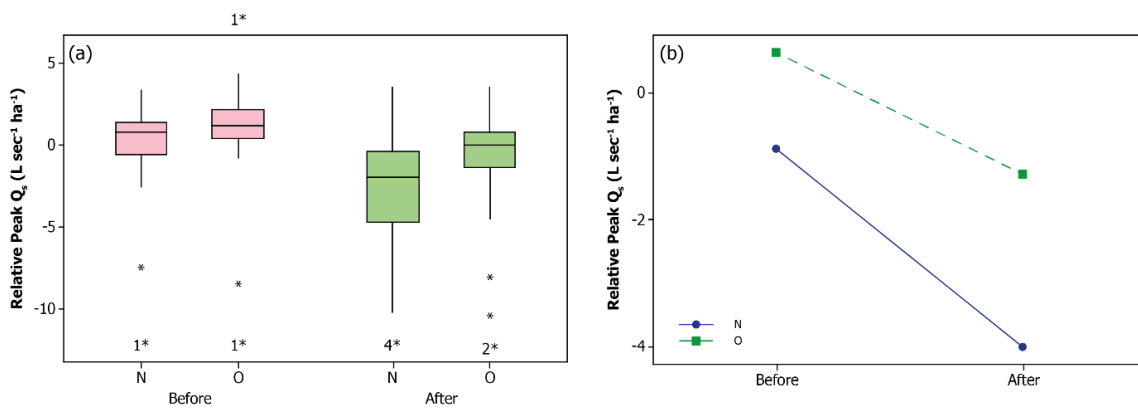 1*
(a)
Relative Peak Qₛ (L sec⁻¹ ha⁻¹)
5
0
-5
-10
*
*
*
*
1*
1*
4*
2*
N
O
N
O
Before
After
(b)
Relative Peak Qₛ (L sec⁻¹ ha⁻¹)
0
-2
-4
N
O
Before
After